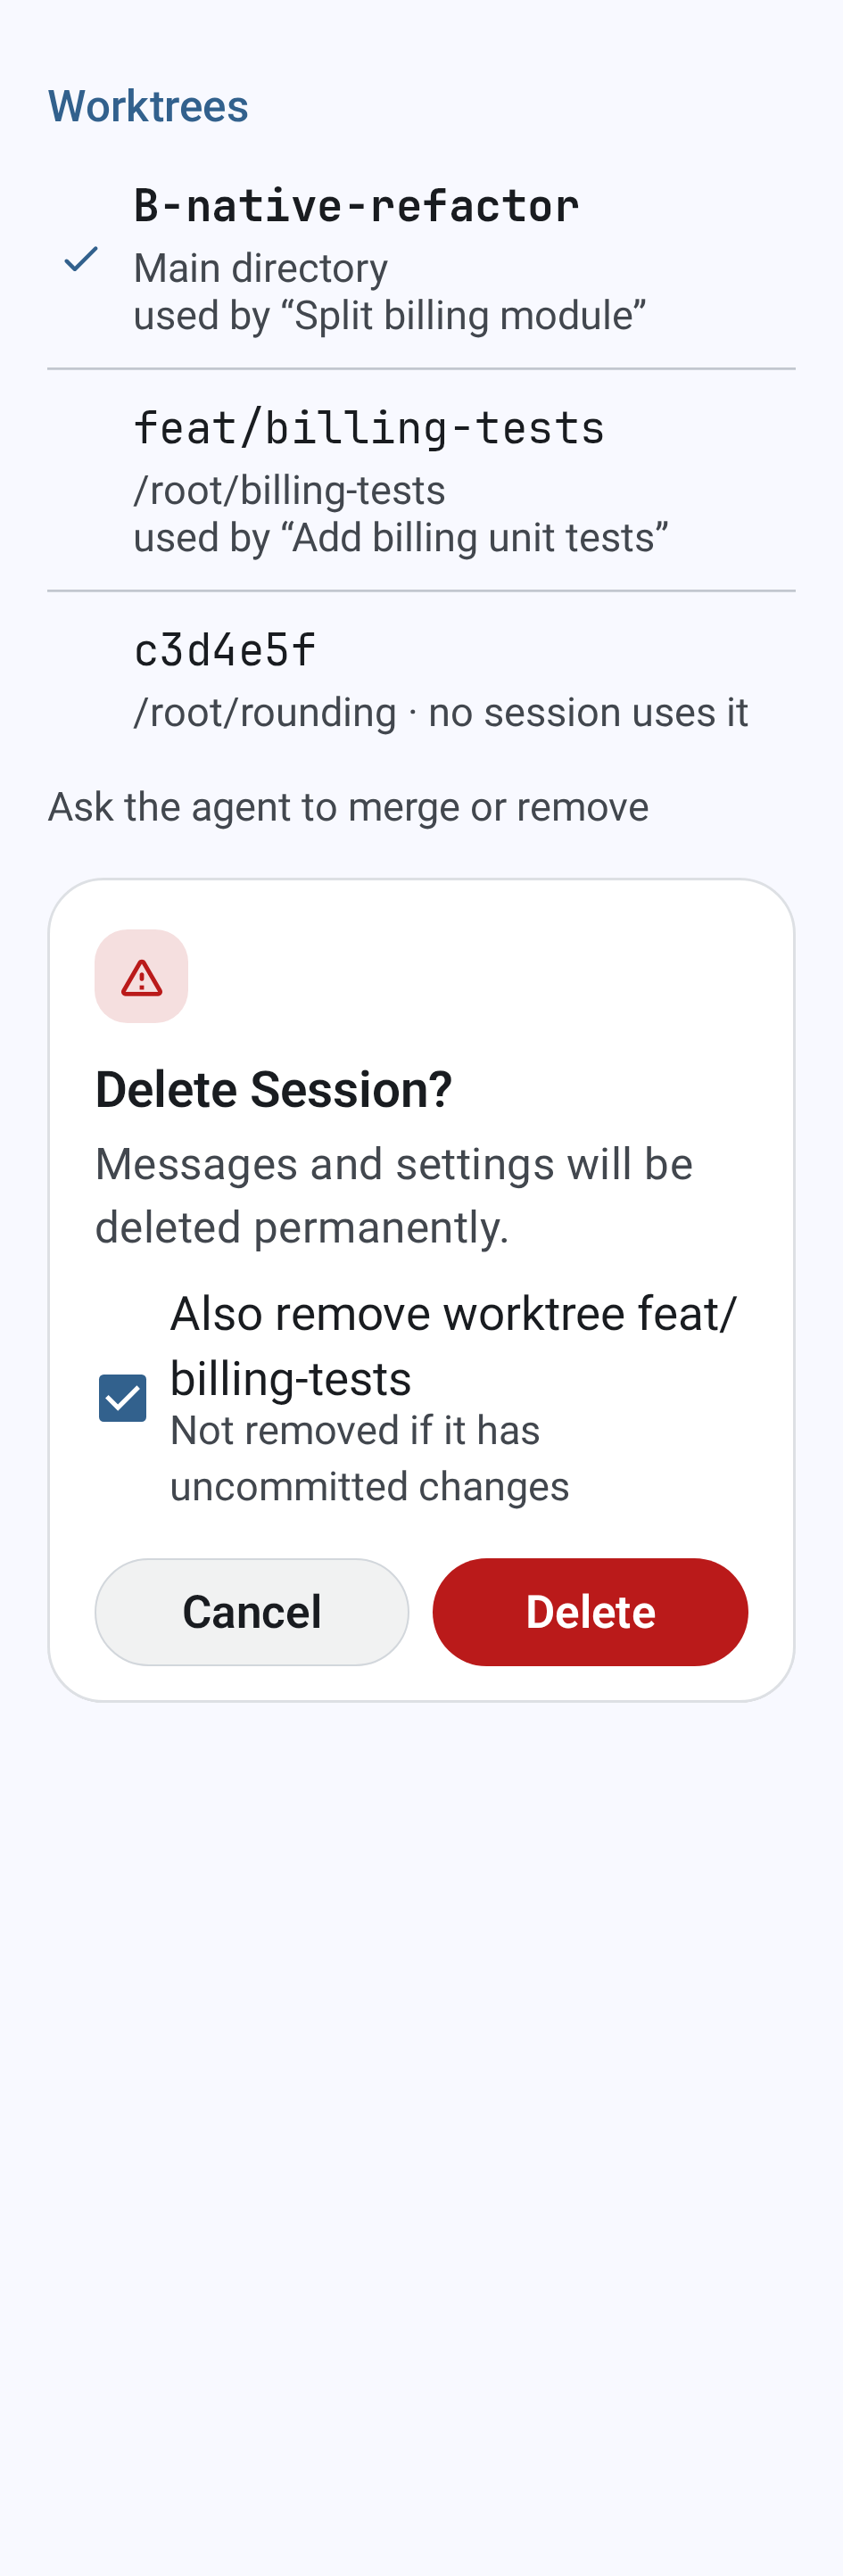 Worktrees
B-native-refactor
Main directory
used by “Split billing module”
feat/billing-tests
/root/billing-tests
used by “Add billing unit tests”
c3d4e5f
/root/rounding · no session uses it
Ask the agent to merge or remove
Delete Session?
Messages and settings will be
deleted permanently.
Also remove worktree feat/
billing-tests
Not removed if it has
uncommitted changes
Cancel
Delete